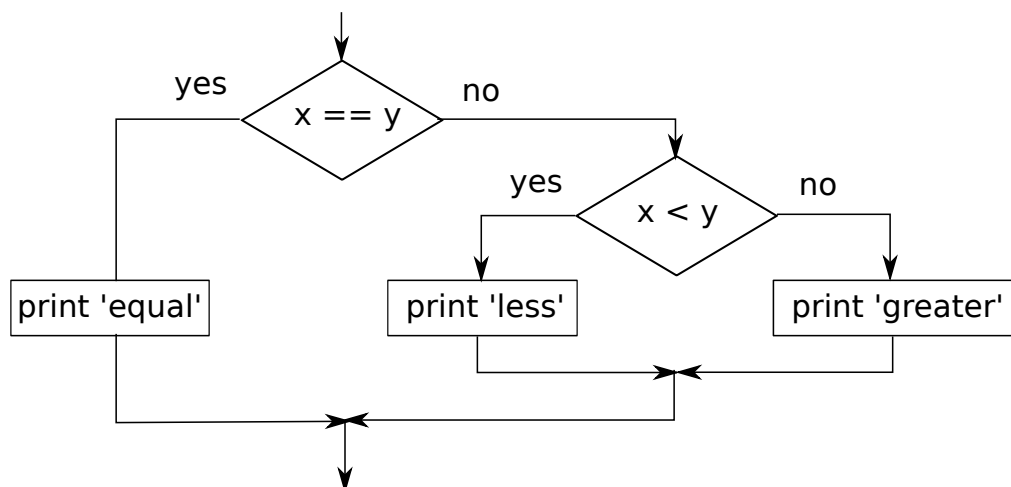 yes
x == y
no
yes
x < y
no
print 'equal'
print 'less'
print 'greater'